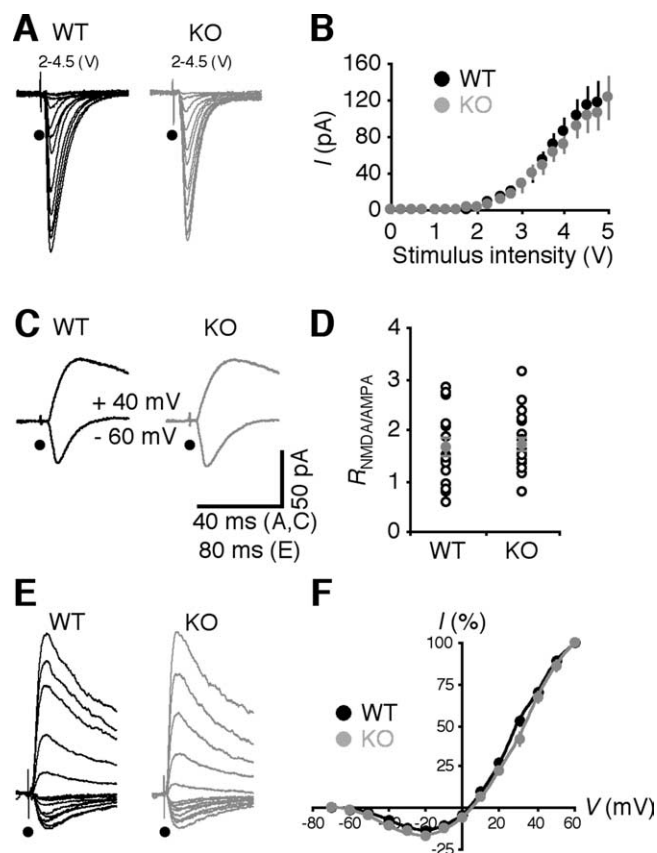 A WT KO
2-4.5 (V) 2-4.5 (V)
B
160
120
80
40
0
I (pA)
WT
KO
0 1 2 3 4 5
Stimulus intensity (V)
C WT KO
+ 40 mV
- 60 mV
50 pA
40 ms (A,C)
80 ms (E)
D
4
3
2
1
0
RNMDA/AMPA
WT KO
E WT KO
F I (%)
100
75
50
25
-25
WT
KO
V (mV)
-80 -60 -40 -20 0 20 40 60